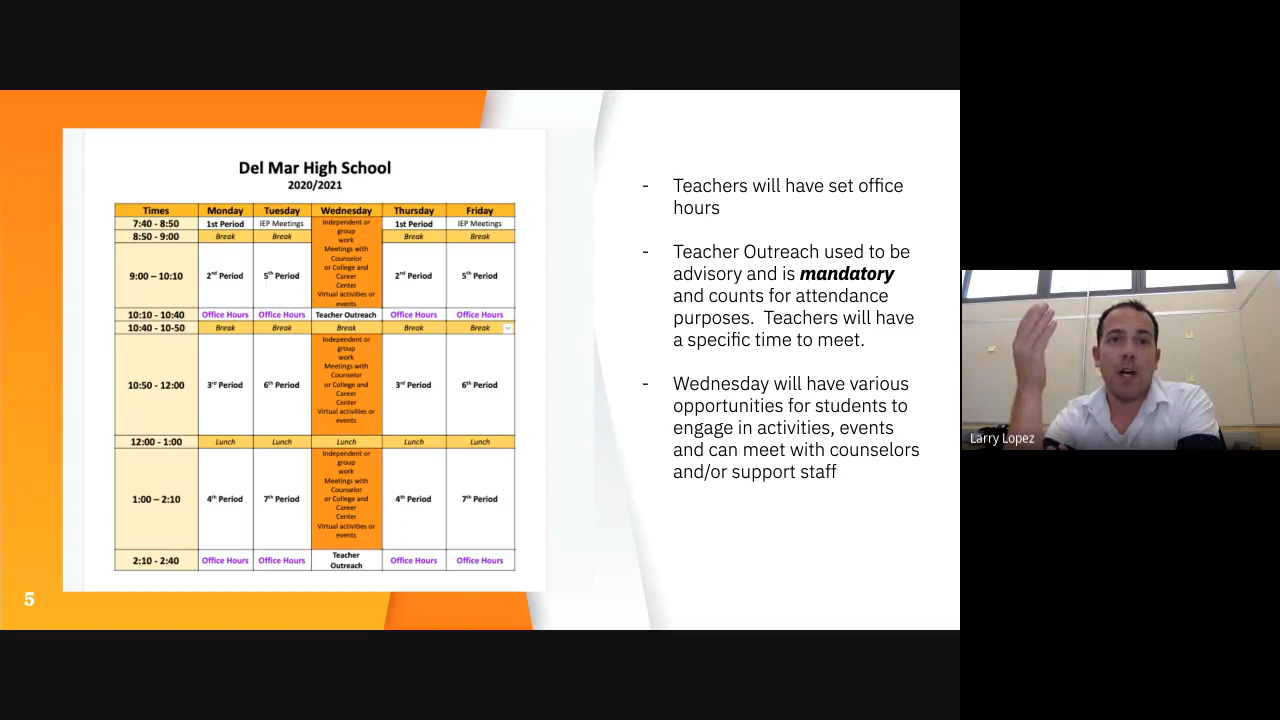 Del Mar High School
2020/2021
Times Monday Tuesday Wednesday Thursday Friday
7:40 - 8:50 1st Period IEP Meetings Independent or group work Meetings with Counselor or College and Career Center Virtual activities or events 1st Period IEP Meetings
8:50 - 9:00 Break Break Break Break
9:00 – 10:10 2nd Period 5th Period 2nd Period 5th Period
10:10 - 10:40 Office Hours Office Hours Teacher Outreach Office Hours Office Hours
10:40 - 10-50 Break Break Break Break Break
10:50 - 12:00 3rd Period 6th Period Independent or group work Meetings with Counselor or College and Career Center Virtual activities or events 3rd Period 6th Period
12:00 - 1:00 Lunch Lunch Lunch Lunch Lunch
1:00 – 2:10 4th Period 7th Period Independent or group work Meetings with Counselor or College and Career Center Virtual activities or events 4th Period 7th Period
2:10 - 2:40 Office Hours Office Hours Teacher Outreach Office Hours Office Hours
5
- Teachers will have set office
hours
- Teacher Outreach used to be
advisory and is mandatory
and counts for attendance
purposes. Teachers will have
a specific time to meet.
- Wednesday will have various
opportunities for students to
engage in activities, events
and can meet with counselors
and/or support staff
Larry Lopez